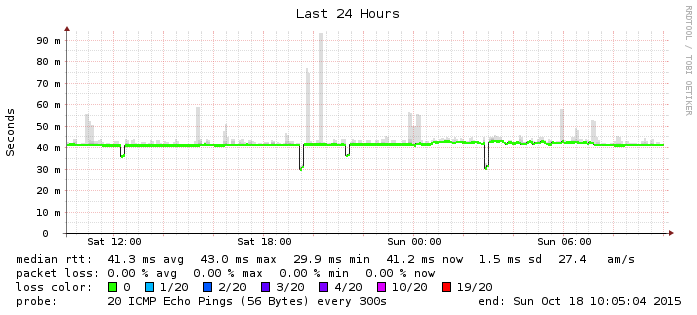 Last 24 Hours
RRDTOOL / TOBI OETIKER
Seconds
90 m
80 m
70 m
60 m
50 m
40 m
30 m
20 m
10 m
0
Sat 12:00 Sat 18:00 Sun 00:00 Sun 06:00
median rtt: 41.3 ms avg 43.0 ms max 29.9 ms min 41.2 ms now 1.5 ms sd 27.4 am/s
packet loss: 0.00 % avg 0.00 % max 0.00 % min 0.00 % now
loss color: 0 1/20 2/20 3/20 4/20 10/20 19/20
probe: 20 ICMP Echo Pings (56 Bytes) every 300s end: Sun Oct 18 10:05:04 2015